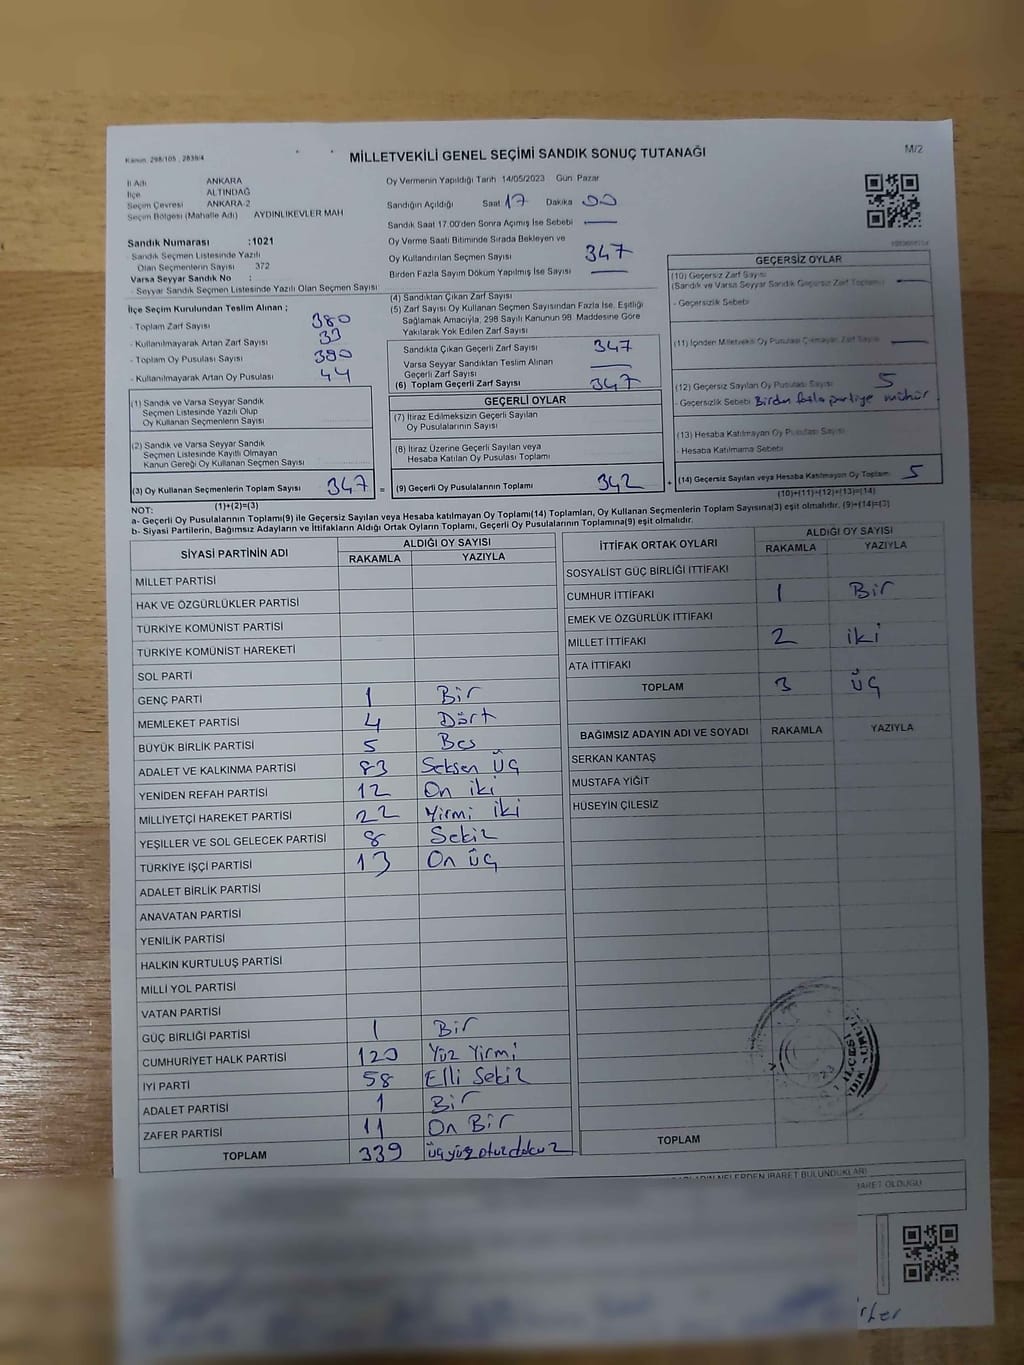 Kanun, 298/105 , 2839/4
MİLLETVEKİLİ GENEL SEÇİMİ SANDIK SONUÇ TUTANAĞI
M/2
İl Adı ANKARA
İlçe ALTINDAĞ
Seçim Çevresi ANKARA-2
Seçim Bölgesi (Mahalle Adı) AYDINLIKEVLER MAH
Sandık Numarası :1021
- Sandık Seçmen Listesinde Yazılı
Olan Seçmenlerin Sayısı 372
Varsa Seyyar Sandık No :
- Seyyar Sandık Seçmen Listesinde Yazılı Olan Seçmen Sayısı
Oy Vermenin Yapıldığı Tarih 14/05/2023 Gün Pazar
Sandığın Açıldığı Saat 17 Dakika 00
Sandık Saat 17.00'den Sonra Açımış İse Sebebi —
Oy Verme Saati Bitiminde Sırada Bekleyen ve
Oy Kullandırılan Seçmen Sayısı 347
Birden Fazla Sayım Döküm Yapılmış İse Sayısı —
İlçe Seçim Kurulundan Teslim Alınan ;
- Toplam Zarf Sayısı 380
- Kullanılmayarak Artan Zarf Sayısı 33
- Toplam Oy Pusulası Sayısı 390
- Kullanılmayarak Artan Oy Pusulası 44
(1) Sandık ve Varsa Seyyar Sandık
Seçmen Listesinde Yazılı Olup
Oy Kullanan Seçmenlerin Sayısı
(2) Sandık ve Varsa Seyyar Sandık
Seçmen Listesinde Kayıtlı Olmayan
Kanun Gereği Oy Kullanan Seçmen Sayısı
(3) Oy Kullanan Seçmenlerin Toplam Sayısı 347 =
(1)+(2)=(3)
(4) Sandıktan Çıkan Zarf Sayısı
(5) Zarf Sayısı Oy Kullanan Seçmen Sayısından Fazla İse, Eşitliği
Sağlamak Amacıyla, 298 Sayılı Kanunun 98. Maddesine Göre
Yakılarak Yok Edilen Zarf Sayısı
Sandıkta Çıkan Geçerli Zarf Sayısı 347
Varsa Seyyar Sandıktan Teslim Alınan
Geçerli Zarf Sayısı —
(6) Toplam Geçerli Zarf Sayısı 347
GEÇERLİ OYLAR
(7) İtiraz Edilmeksizin Geçerli Sayılan
Oy Pusulalarının Sayısı
(8) İtiraz Üzerine Geçerli Sayılan veya
Hesaba Katılan Oy Pusulası Toplamı
(9) Geçerli Oy Pusulalarının Toplamı 342 +
GEÇERSİZ OYLAR
(10) Geçersiz Zarf Sayısı
(Sandık ve Varsa Seyyar Sandık Geçersiz Zarf Toplamı) —
- Geçersizlik Sebebi
(11) İçinden Milletvekili Oy Pusulası Çıkmayan Zarf Sayısı —
(12) Geçersiz Sayılan Oy Pusulası Sayısı 5
- Geçersizlik Sebebi Birden fazla partiye mühür
(13) Hesaba Katılmayan Oy Pusulası Sayısı
- Hesaba Katılmama Sebebi
(14) Geçersiz Sayılan veya Hesaba Katılmayan Oy Toplamı 5
(10)+(11)+(12)+(13)=(14)
NOT:
a- Geçerli Oy Pusulalarının Toplamı(9) ile Geçersiz Sayılan veya Hesaba katılmayan Oy Toplamı(14) Toplamları, Oy Kullanan Seçmenlerin Toplam Sayısına(3) eşit olmalıdır. (9)+(14)=(3)
b- Siyasi Partilerin, Bağımsız Adayların ve İttifakların Aldığı Ortak Oyların Toplamı, Geçerli Oy Pusulalarının Toplamına(9) eşit olmalıdır.
SİYASİ PARTİNİN ADI ALDIĞI OY SAYISI
RAKAMLA YAZIYLA
MİLLET PARTİSİ
HAK VE ÖZGÜRLÜKLER PARTİSİ
TÜRKİYE KOMÜNİST PARTİSİ
TÜRKİYE KOMÜNİST HAREKETİ
SOL PARTİ
GENÇ PARTİ 1 Bir
MEMLEKET PARTİSİ 4 Dört
BÜYÜK BİRLİK PARTİSİ 5 Bes
ADALET VE KALKINMA PARTİSİ 83 Seksen Üç
YENİDEN REFAH PARTİSİ 12 On iki
MİLLİYETÇİ HAREKET PARTİSİ 22 Yirmi iki
YEŞİLLER VE SOL GELECEK PARTİSİ 8 Sekiz
TÜRKİYE İŞÇİ PARTİSİ 13 On üç
ADALET BİRLİK PARTİSİ
ANAVATAN PARTİSİ
YENİLİK PARTİSİ
HALKIN KURTULUŞ PARTİSİ
MİLLİ YOL PARTİSİ
VATAN PARTİSİ
GÜÇ BİRLİĞİ PARTİSİ 1 Bir
CUMHURİYET HALK PARTİSİ 120 Yüz Yirmi
İYİ PARTİ 58 Elli Sekiz
ADALET PARTİSİ 1 Bir
ZAFER PARTİSİ 11 On Bir
TOPLAM 339 üçyüzotuzdokuz
İTTİFAK ORTAK OYLARI ALDIĞI OY SAYISI
RAKAMLA YAZIYLA
SOSYALİST GÜÇ BİRLİĞİ İTTİFAKI
CUMHUR İTTİFAKI 1 Bir
EMEK VE ÖZGÜRLÜK İTTİFAKI
MİLLET İTTİFAKI 2 iki
ATA İTTİFAKI
TOPLAM 3 üç
BAĞIMSIZ ADAYIN ADI VE SOYADI RAKAMLA YAZIYLA
SERKAN KANTAŞ
MUSTAFA YİĞİT
HÜSEYİN ÇİLESİZ
TOPLAM
NELERDEN İBARET BULUNDUKLARI
İBARET OLDUĞU